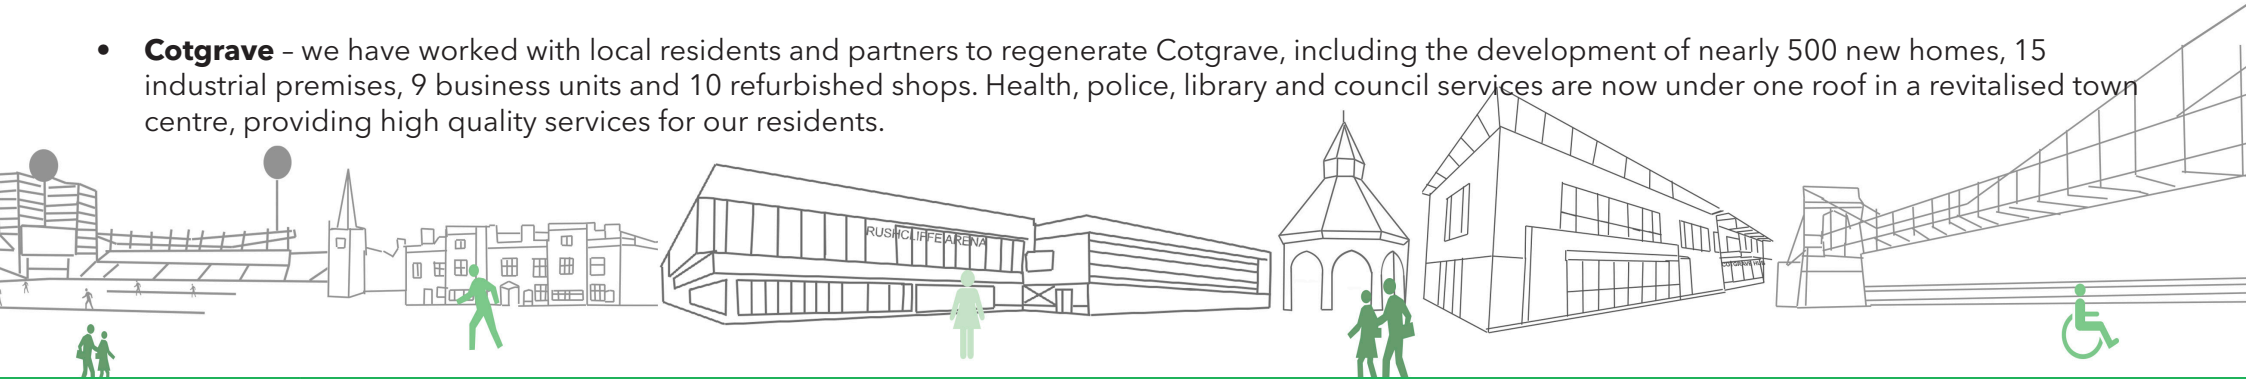 • Cotgrave – we have worked with local residents and partners to regenerate Cotgrave, including the development of nearly 500 new homes, 15
industrial premises, 9 business units and 10 refurbished shops. Health, police, library and council services are now under one roof in a revitalised town
centre, providing high quality services for our residents.
RUSHCLIFFE ARENA
COTGRAVE HUB